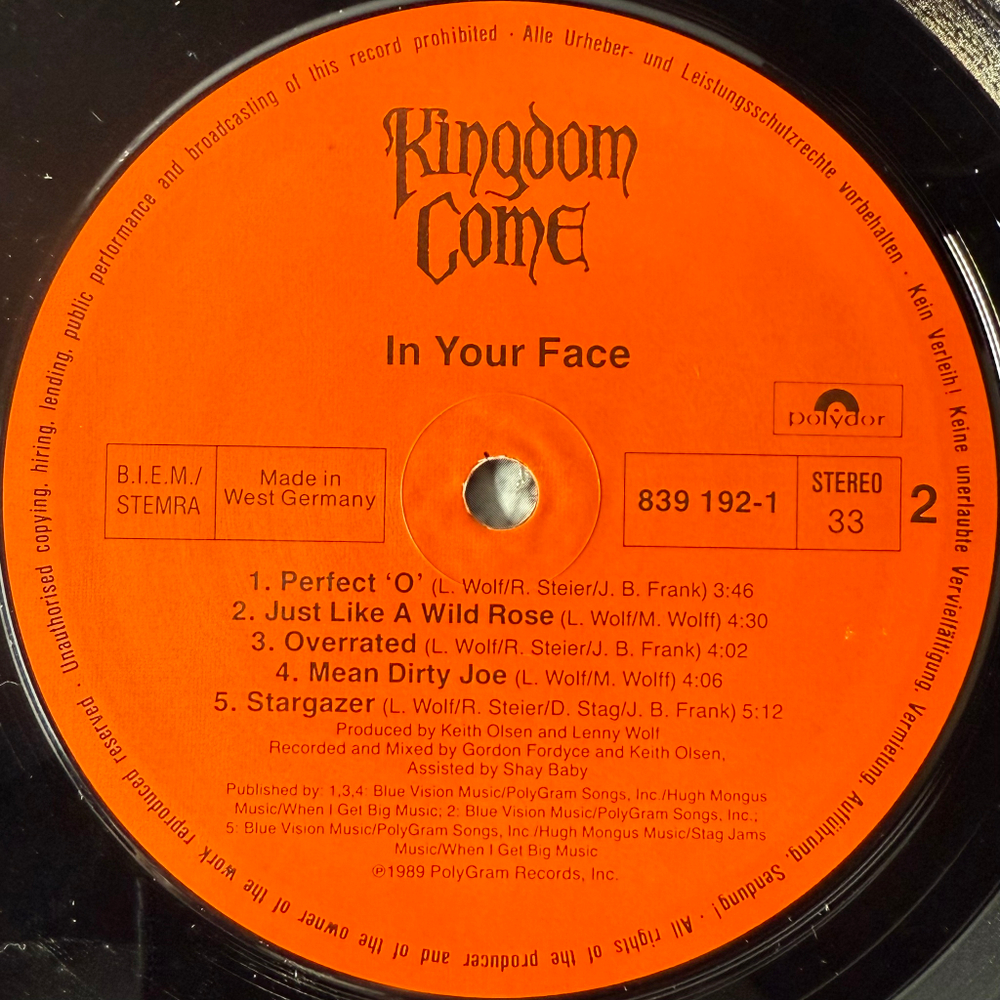 Unauthorised copying, hiring, lending, public performance and broadcasting of this record prohibited · Alle Urheber- und Leistungsschutzrechte vorbehalten · Kein Verleih! Keine unerlaubte Vervielfältigung, Vermietung, Aufführung, Sendung! · All rights of the producer and of the owner of the work reproduced reserved ·
Kingdom
Come
In Your Face
polydor
B.I.E.M./
STEMRA
Made in
West Germany
839 192-1
STEREO
33
2
1. Perfect ‘O’ (L. Wolf/R. Steier/J. B. Frank) 3:46
2. Just Like A Wild Rose (L. Wolf/M. Wolff) 4:30
3. Overrated (L. Wolf/R. Steier/J. B. Frank) 4:02
4. Mean Dirty Joe (L. Wolf/M. Wolff) 4:06
5. Stargazer (L. Wolf/R. Steier/D. Stag/J. B. Frank) 5:12
Produced by Keith Olsen and Lenny Wolf
Recorded and Mixed by Gordon Fordyce and Keith Olsen,
Assisted by Shay Baby
Published by: 1,3,4: Blue Vision Music/PolyGram Songs, Inc./Hugh Mongus
Music/When I Get Big Music; 2: Blue Vision Music/PolyGram Songs, Inc.;
5: Blue Vision Music/PolyGram Songs, Inc./Hugh Mongus Music/Stag Jams
Music/When I Get Big Music
℗1989 PolyGram Records, Inc.